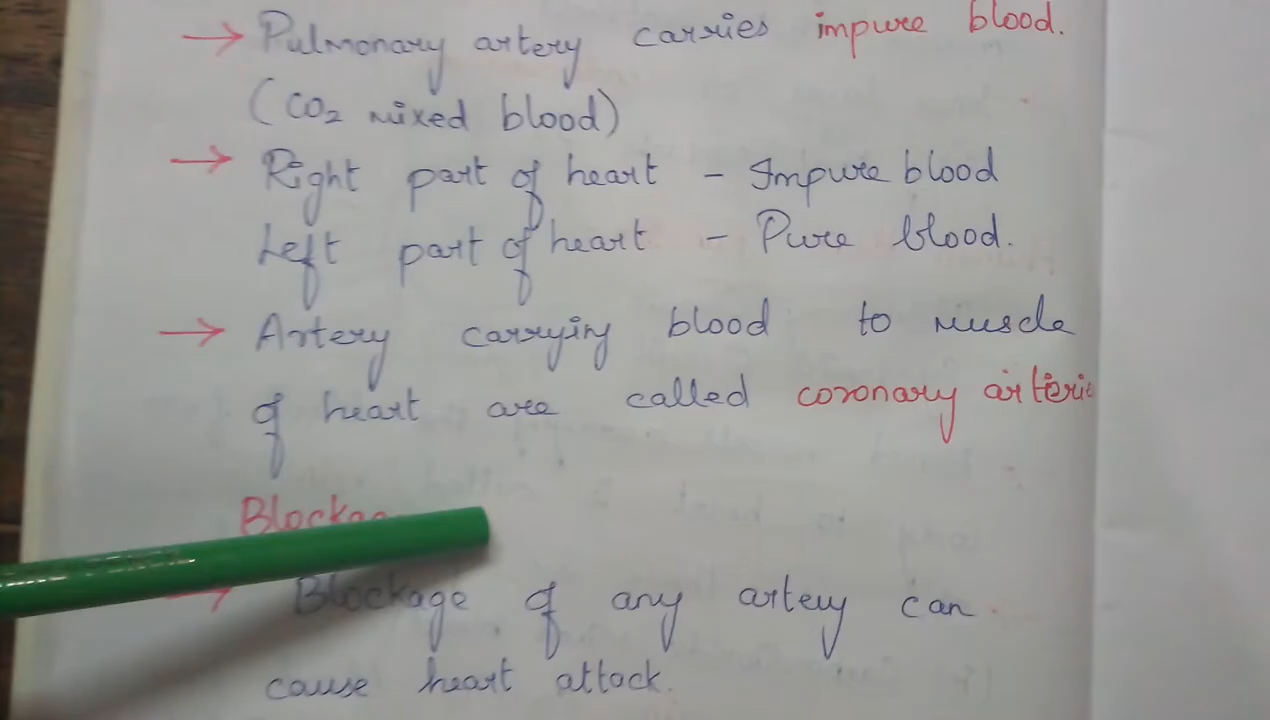 → Pulmonary artery carries impure blood.
(CO₂ mixed blood)
→ Right part of heart - Impure blood
Left part of heart - Pure blood.
→ Artery carrying blood to muscle
of heart are called coronary
→ Blockage of any artery can
cause heart attack.